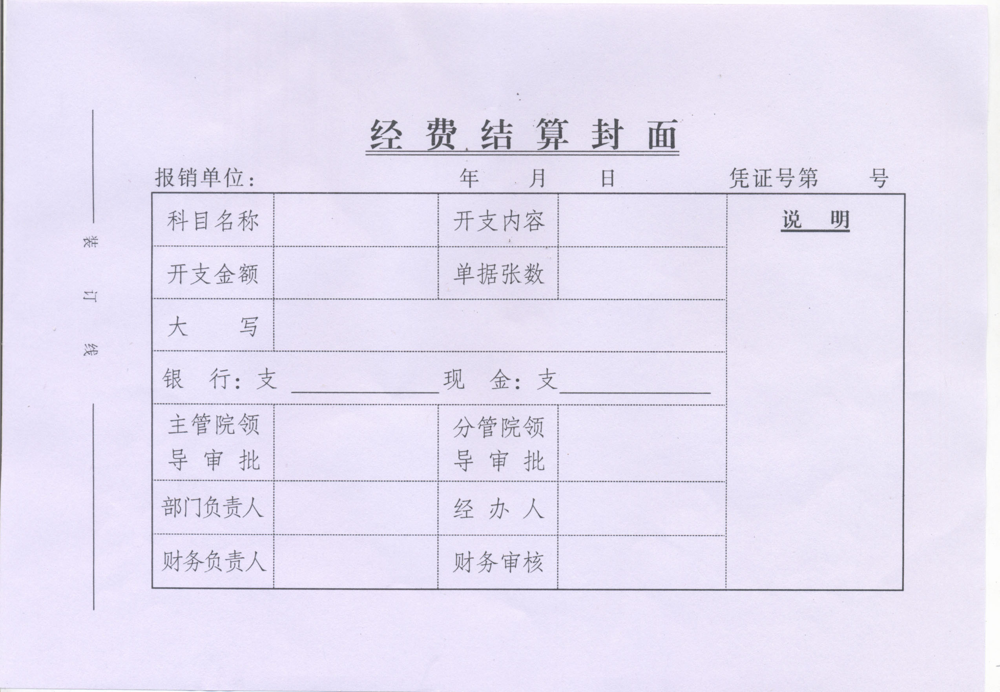 经费结算封面
报销单位： 年 月 日 凭证号第 号
科目名称 开支内容 说 明
开支金额 单据张数
大 写
银 行：支 ________ 现 金：支 ________
主管院领 分管院领
导 审 批 导 审 批
部门负责人 经 办 人
财务负责人 财务审核
装 订 线